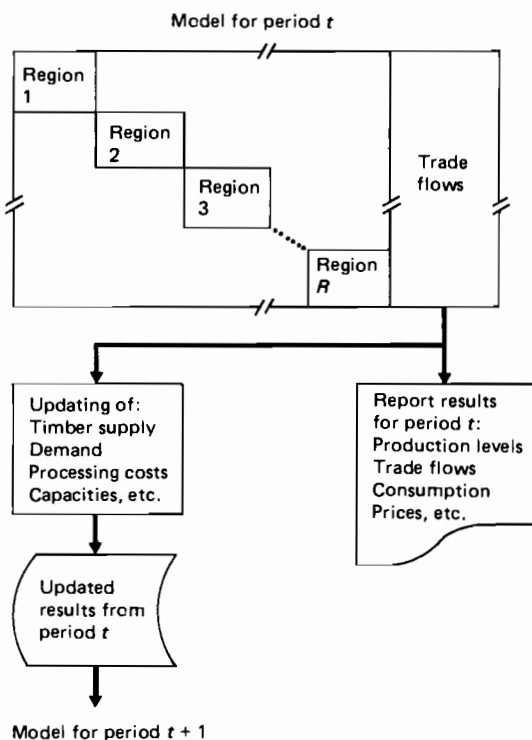 Model for period t
Region
1
Region
2
Region
3
Trade
flows
Region
R
Updating of:
Timber supply
Demand
Processing costs
Capacities, etc.
Report results
for period t:
Production levels
Trade flows
Consumption
Prices, etc.
Updated
results from
period t
Model for period t + 1